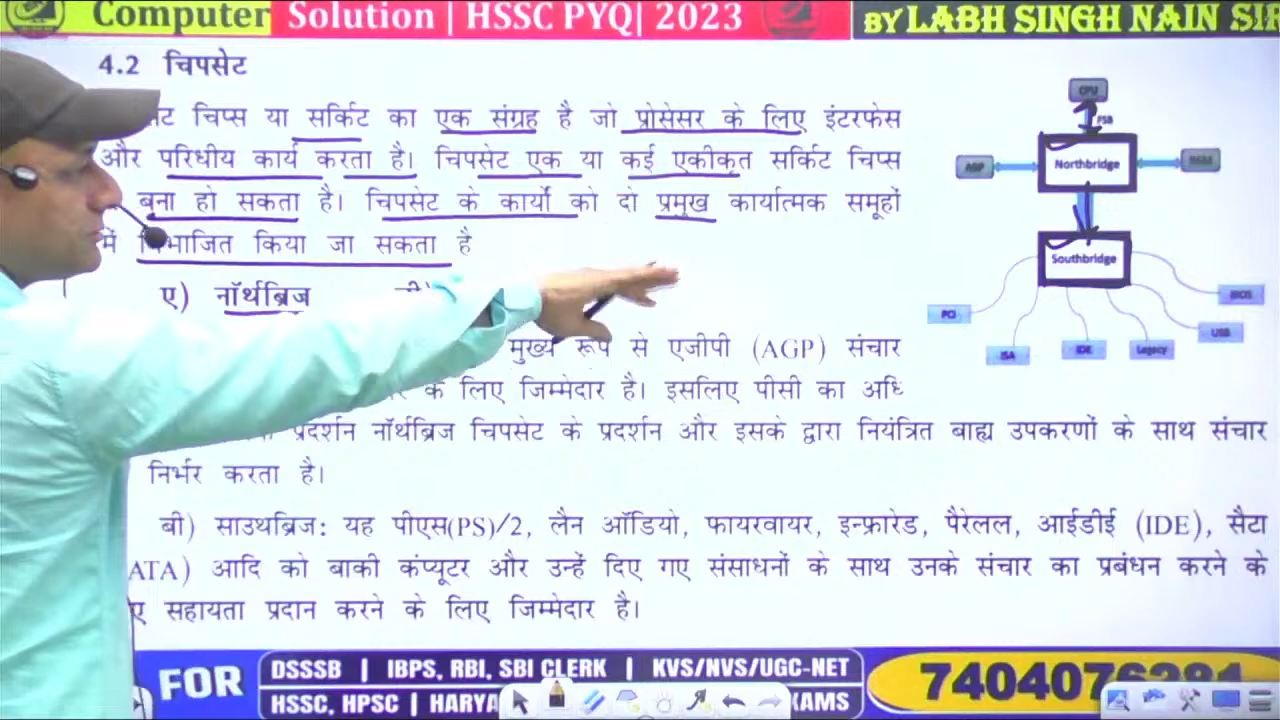 Computer Solution | HSSC PYQ| 2023 BY LABH SINGH NAIN
4.2 चिपसेट
चिप्स या सर्किट का एक संग्रह है जो प्रोसेसर के लिए इंटरफेस
और परिधीय कार्य करता है। चिपसेट एक या कई एकीकृत सर्किट चिप्स
बना हो सकता है। चिपसेट के कार्यों को दो प्रमुख कार्यात्मक समूहों
में विभाजित किया जा सकता है
ए) नॉर्थब्रिज
मुख्य रूप से एजीपी (AGP) संचार
के लिए जिम्मेदार है। इसलिए पीसी का
प्रदर्शन नॉर्थब्रिज चिपसेट के प्रदर्शन और इसके द्वारा नियंत्रित बाह्य उपकरणों के साथ संचार
निर्भर करता है।
बी) साउथब्रिज: यह पीएस(PS)/2, लैन ऑडियो, फायरवायर, इन्फ्रारेड, पैरेलल, आईडीई (IDE), सैटा
ATA) आदि को बाकी कंप्यूटर और उन्हें दिए गए संसाधनों के साथ उनके संचार का प्रबंधन करने के
सहायता प्रदान करने के लिए जिम्मेदार है।
CPU
FSB
AGP
Northbridge
Southbridge
PCI
ISA
IDE
Legacy
USB
BIOS
FOR
DSSSB | IBPS, RBI, SBI CLERK | KVS/NVS/UGC-NET
HSSC, HPSC |